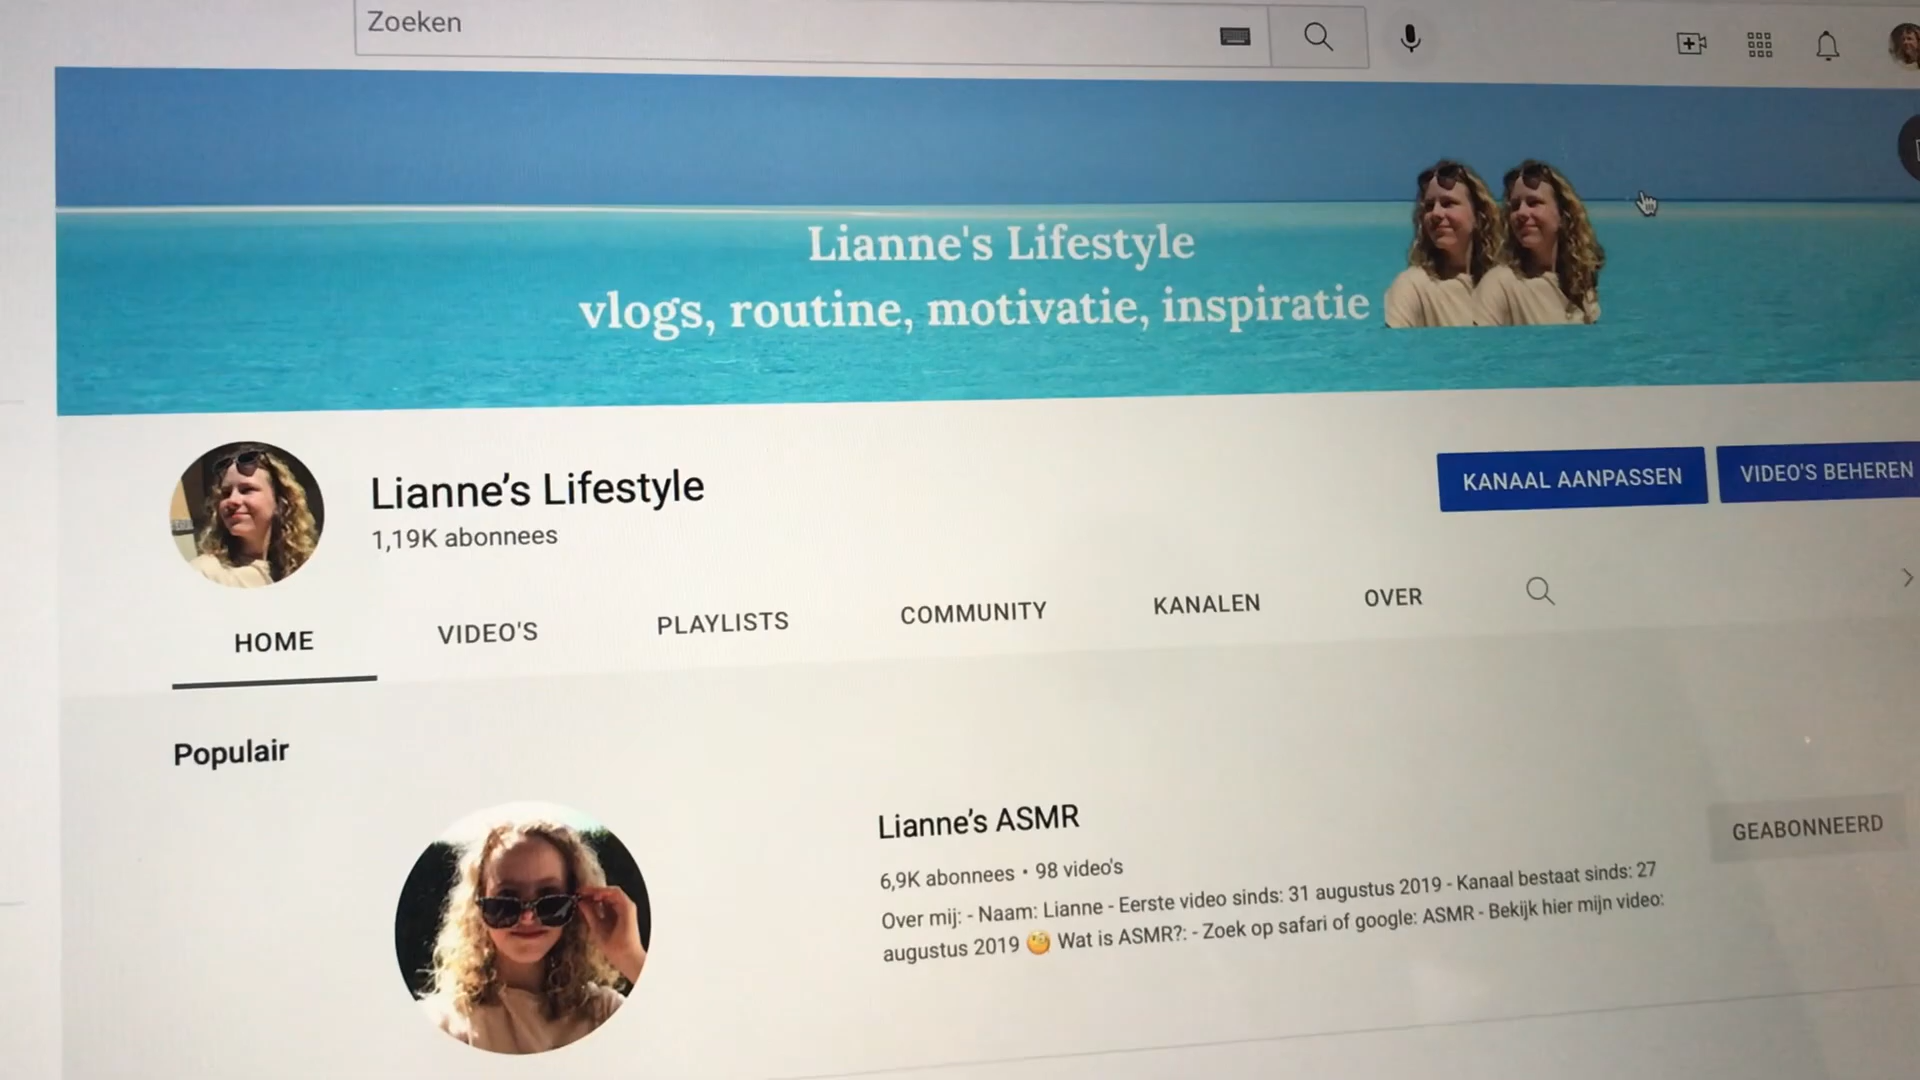 Zoeken
Lianne's Lifestyle
vlogs, routine, motivatie, inspiratie
Lianne's Lifestyle
1,19K abonnees
KANAAL AANPASSEN
VIDEO'S BEHEREN
HOME
VIDEO'S
PLAYLISTS
COMMUNITY
KANALEN
OVER
Populair
Lianne's ASMR
6,9K abonnees • 98 video's
Over mij: - Naam: Lianne - Eerste video sinds: 31 augustus 2019 - Kanaal bestaat sinds: 27
augustus 2019 🧐 Wat is ASMR?: - Zoek op safari of google: ASMR - Bekijk hier mijn video:
GEABONNEERD